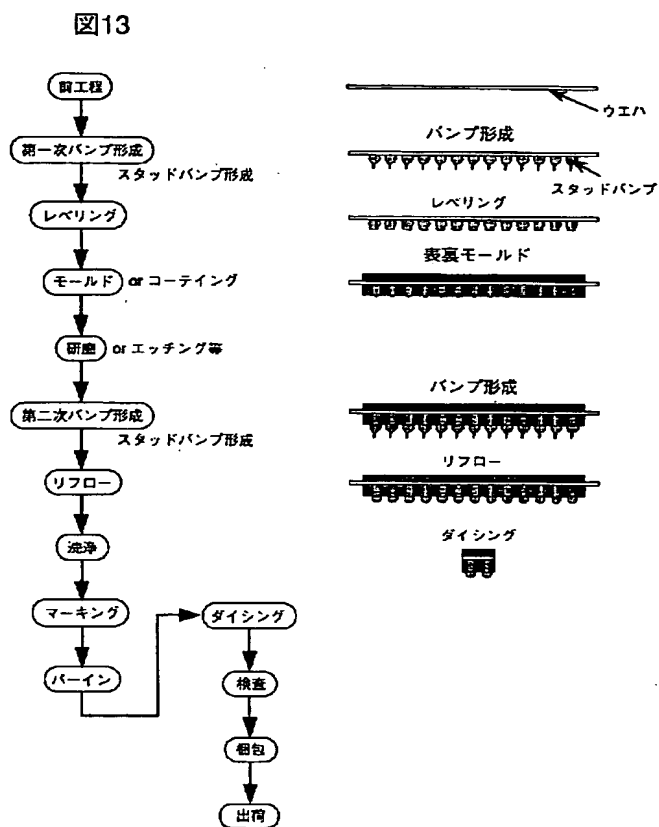 図13
前工程
第一次バンプ形成
スタッドバンプ形成
レベリング
モールド or コーテイング
研磨 or エッチング等
第二次バンプ形成
スタッドバンプ形成
リフロー
洗浄
マーキング
バーイン
ダイシング
検査
梱包
出荷
ウエハ
バンプ形成
スタッドバンプ
レベリング
表裏モールド
バンプ形成
リフロー
ダイシング